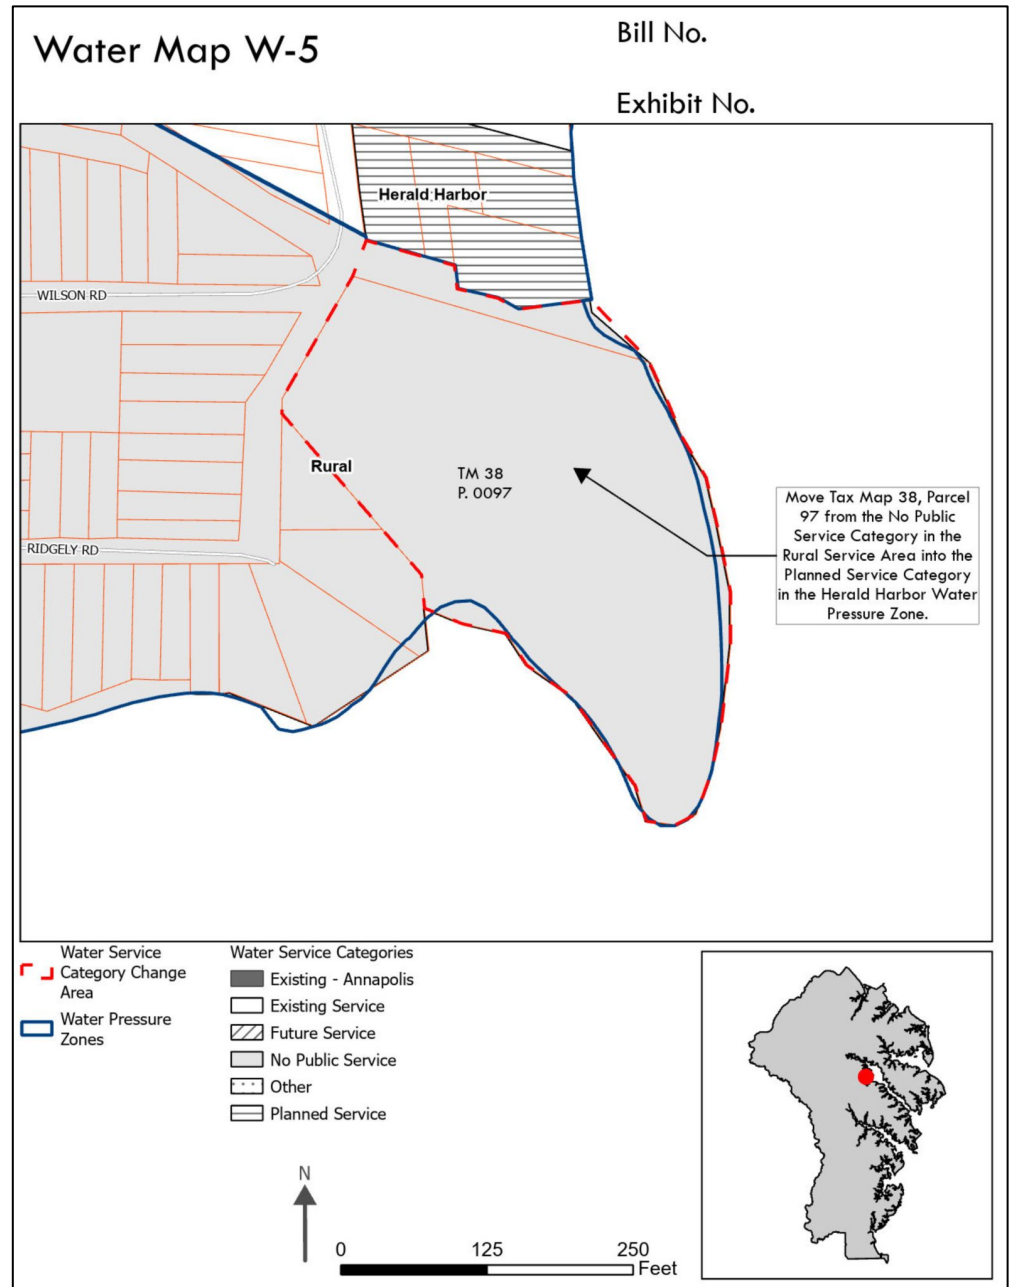 Water Map W-5
Bill No.
Exhibit No.
Herald Harbor
WILSON RD
Rural
TM 38
P. 0097
Move Tax Map 38, Parcel
97 from the No Public
Service Category in the
Rural Service Area into the
Planned Service Category
in the Herald Harbor Water
Pressure Zone.
RIDGELY RD
Water Service
Category Change
Area
Water Pressure
Zones
Water Service Categories
Existing - Annapolis
Existing Service
Future Service
No Public Service
Other
Planned Service
N
0 125 250
Feet